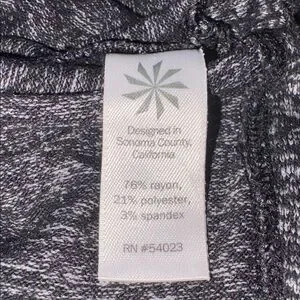 Designed in
Sonoma County,
California
76% rayon,
21% polyester,
3% spandex
RN #54023